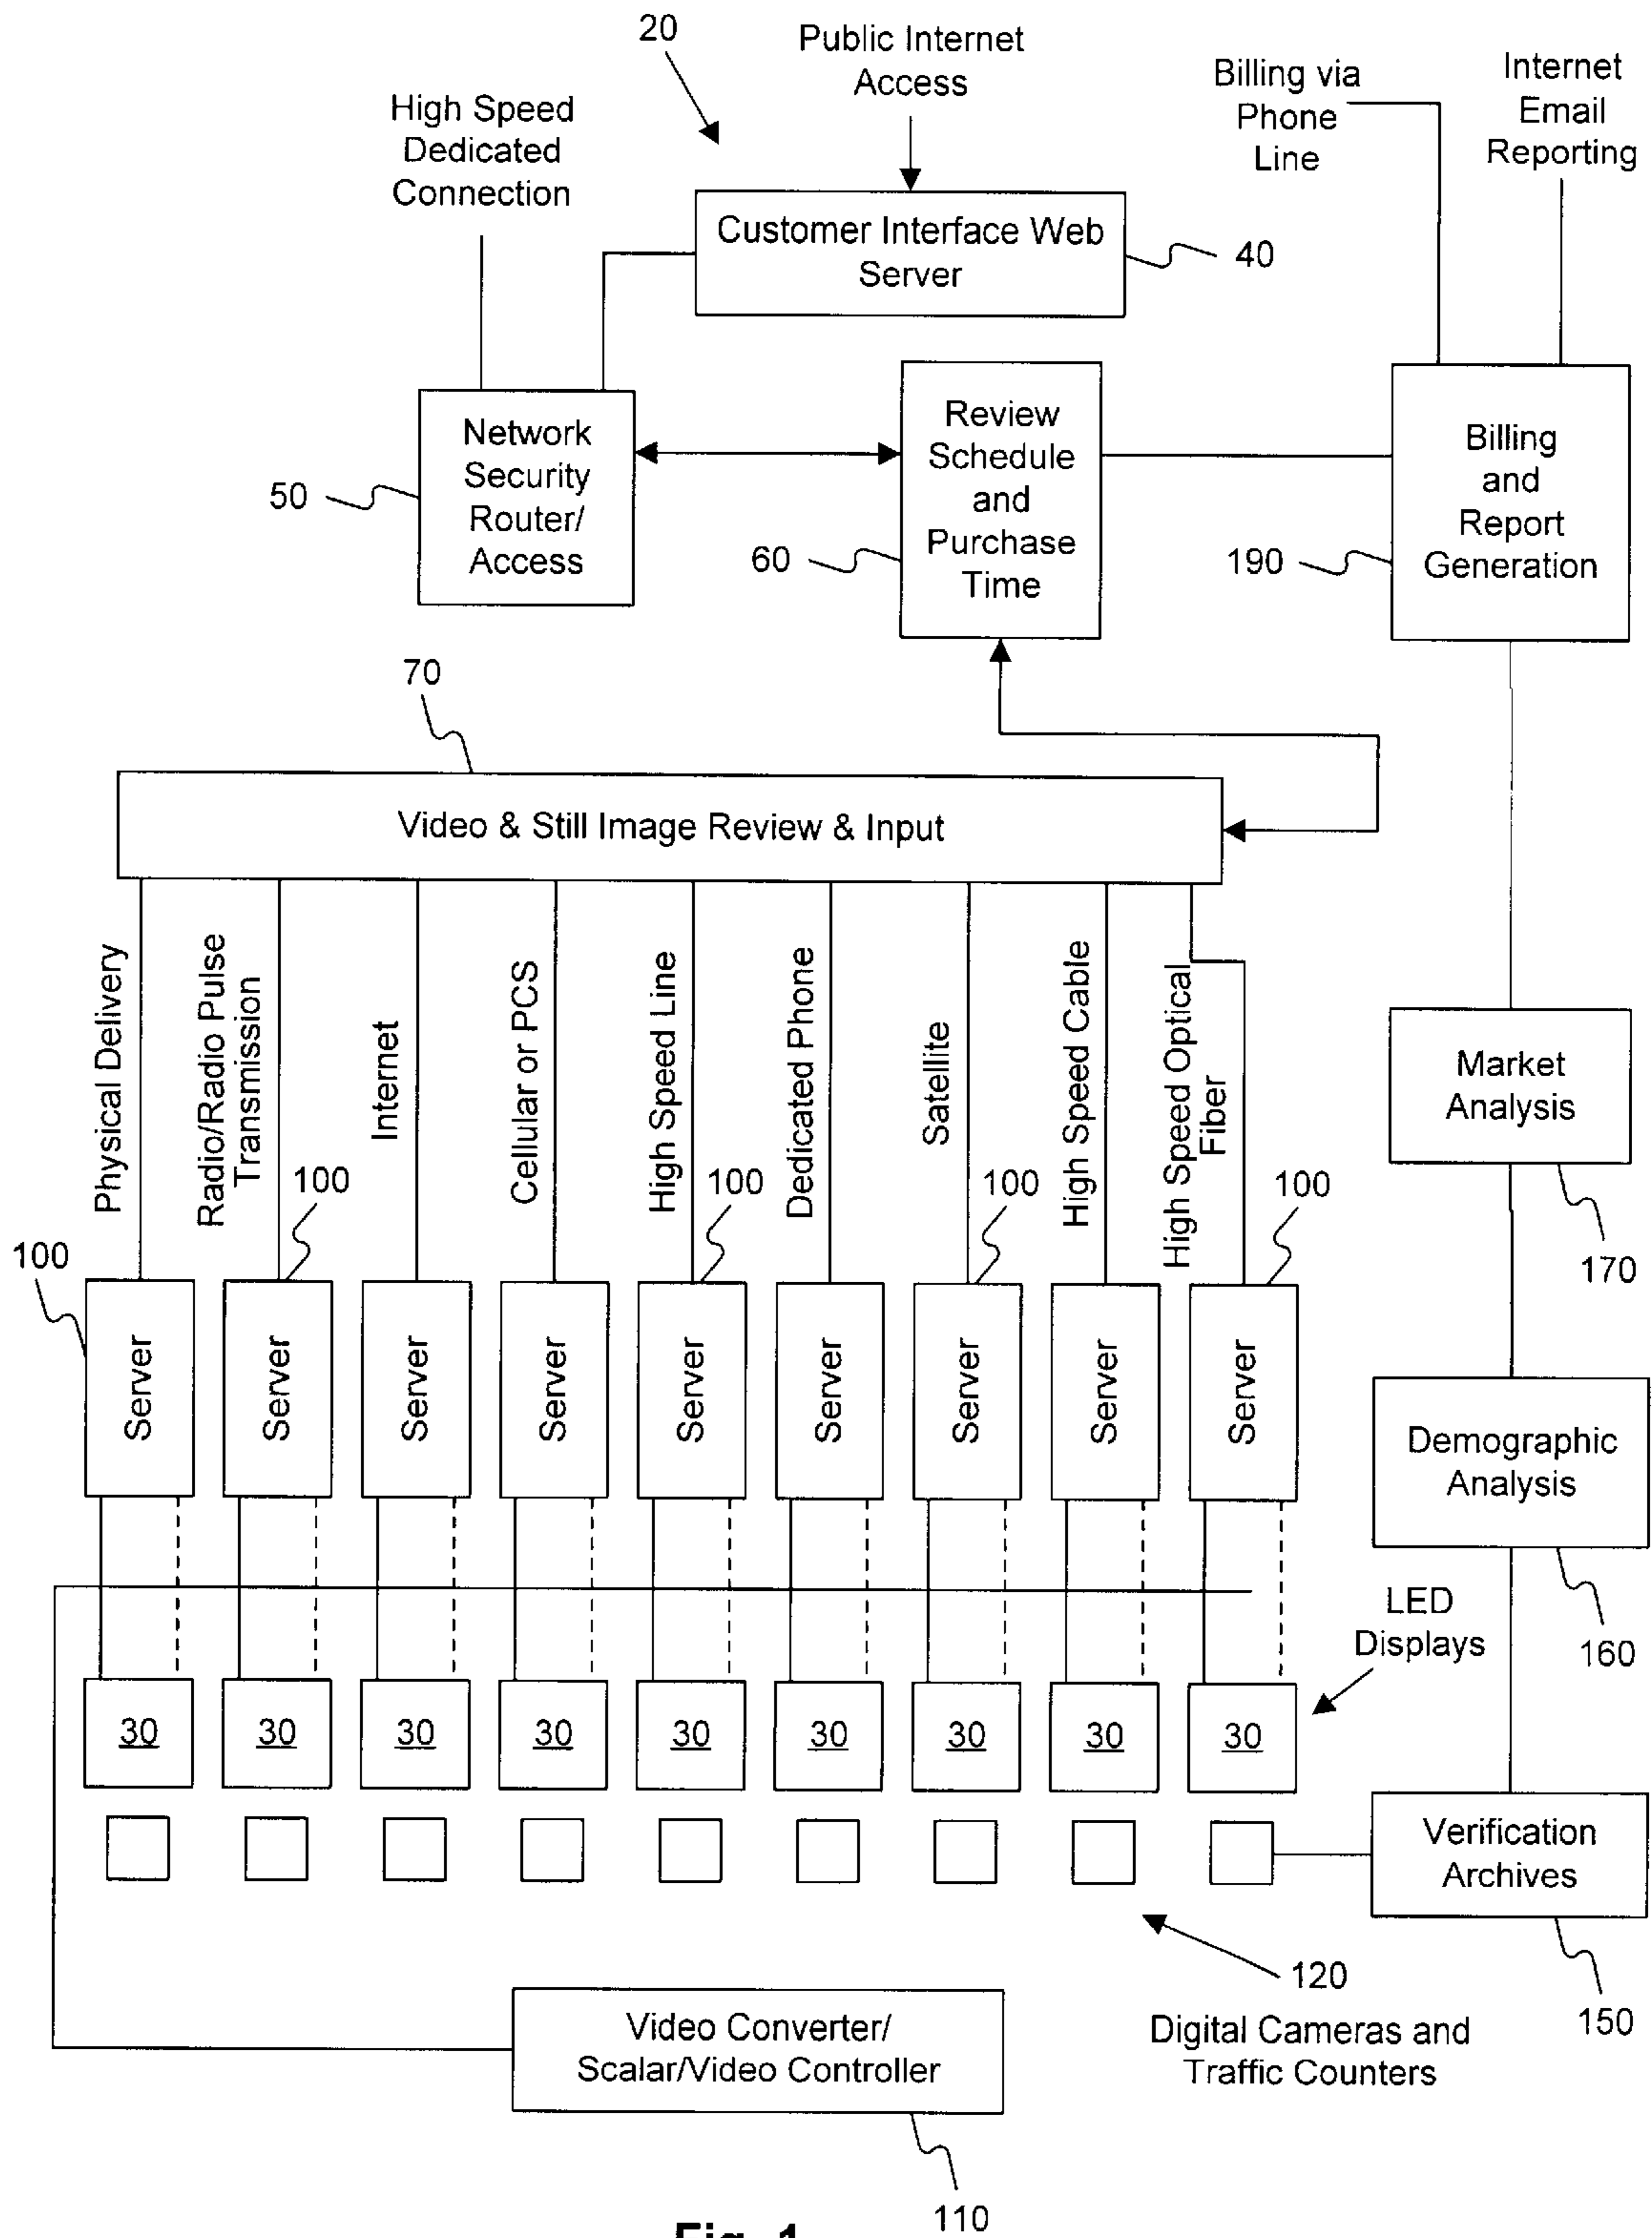 20
Public Internet
Access
High Speed
Dedicated
Connection
Billing via
Phone
Line
Internet
Email
Reporting
Customer Interface Web
Server
40
Network
Security
Router/
Access
50
Review
Schedule
and
Purchase
Time
60
Billing
and
Report
Generation
190
70
Video & Still Image Review & Input
Physical Delivery
Radio/Radio Pulse
Transmission
Internet
Cellular or PCS
High Speed Line
Dedicated Phone
Satellite
High Speed Cable
High Speed Optical
Fiber
Market
Analysis
170
100
100
100
100
100
Server
Server
Server
Server
Server
Server
Server
Server
Server
Demographic
Analysis
160
LED
Displays
30
30
30
30
30
30
30
30
30
Verification
Archives
150
120
Digital Cameras and
Traffic Counters
Video Converter/
Scalar/Video Controller
110
Fig. 1